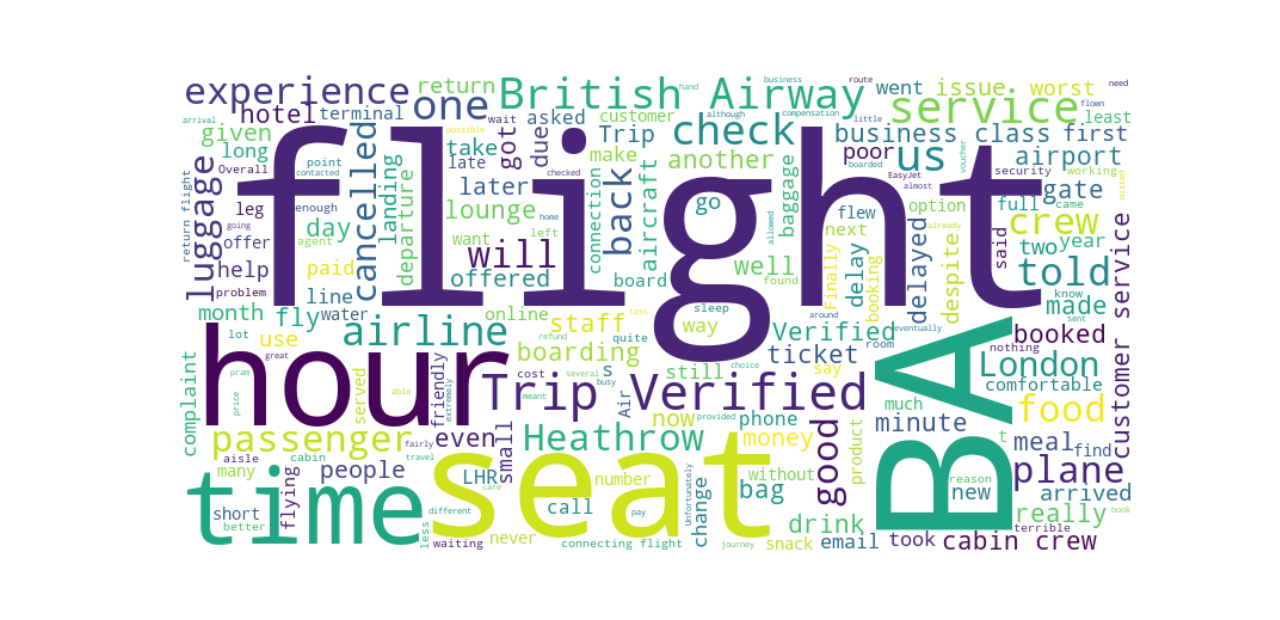 flight
hour
seat
BA
time
Trip Verified
British Airway
service
experience
one
check
us
hotel
return
terminal
arrival
given
long
luggage
cancelled
Overall
point
contacted
leg
enough
offer
going
help
agent
paid
problem
return flight
day
landing
departure
month
line
water
fly
lot
use
great
airline
take
late
later
wait
got
due
asked
possible
checked
lounge
want
home
left
will
offered
online
customer
Trip
make
another
hand
business
although
compensation
little
route
flown
need
went
issue
worst
least
business class
first
poor
boarded
EasyJet
almost
voucher
security
working
airport
gate
missed
option
full
came
crew
back
connection
aircraft
go
board
baggage
allowed
well
found
flew
next
delay
delayed
Finally
booking
despite
already
said
two
year
told
know
made
sent
booked
customer service
sleep
way
around
room
eventually
Verified
nothing
London
comfortable
ticket
say
staff
quite
taxi
refund
boarding
still
s
several
choice
cost
busy
meant
Air
now
provided
phone
much
food
minute
t
meal
find
plane
complaint
pram
price
served
able
friendly
extremely
fairly
travel
passenger
even
small
Heathrow
money
without
product
good
aisle
cabin
many
people
LHR
care
number
bag
reason
new
arrived
flying
short
better
less
different
call
never
waiting
connecting flight
pay
Unfortunately
change
journey
drink
snack
email
took
cabin crew
really
terrible
book